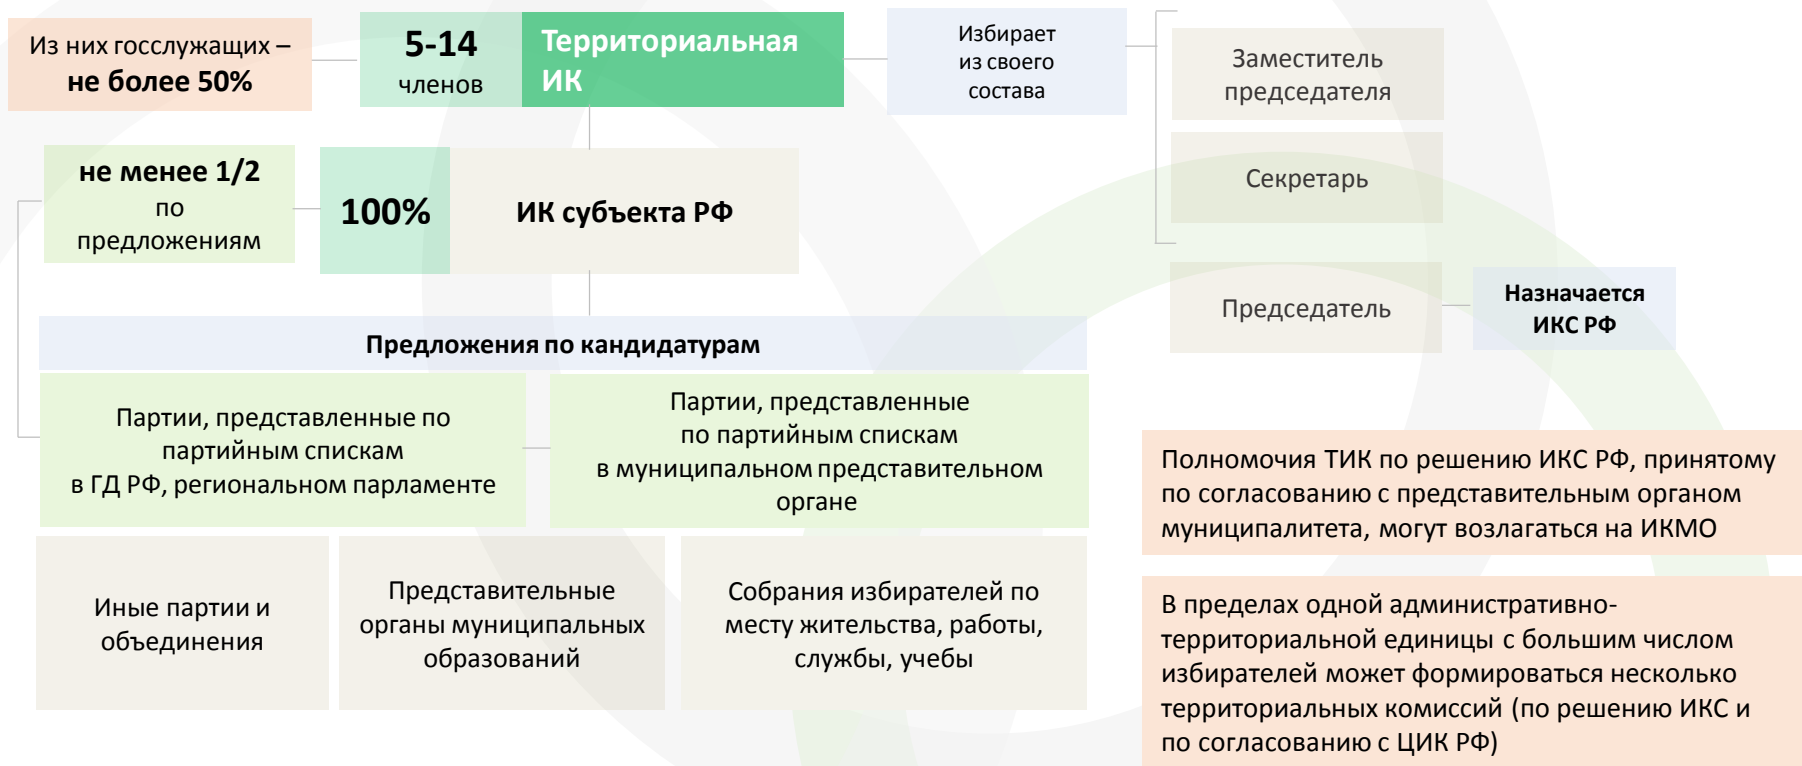 Из них госслужащих –
не более 50%
5-14
членов
Территориальная
ИК
Избирает
из своего
состава
Заместитель
председателя
Секретарь
Председатель
Назначается
ИКС РФ
не менее 1/2
по
предложениям
100%
ИК субъекта РФ
Предложения по кандидатурам
Партии, представленные по
партийным спискам
в ГД РФ, региональном парламенте
Партии, представленные
по партийным спискам
в муниципальном представительном
органе
Иные партии и
объединения
Представительные
органы муниципальных
образований
Собрания избирателей по
месту жительства, работы,
службы, учебы
Полномочия ТИК по решению ИКС РФ, принятому
по согласованию с представительным органом
муниципалитета, могут возлагаться на ИКМО
В пределах одной административно-
территориальной единицы с большим числом
избирателей может формироваться несколько
территориальных комиссий (по решению ИКС и
по согласованию с ЦИК РФ)